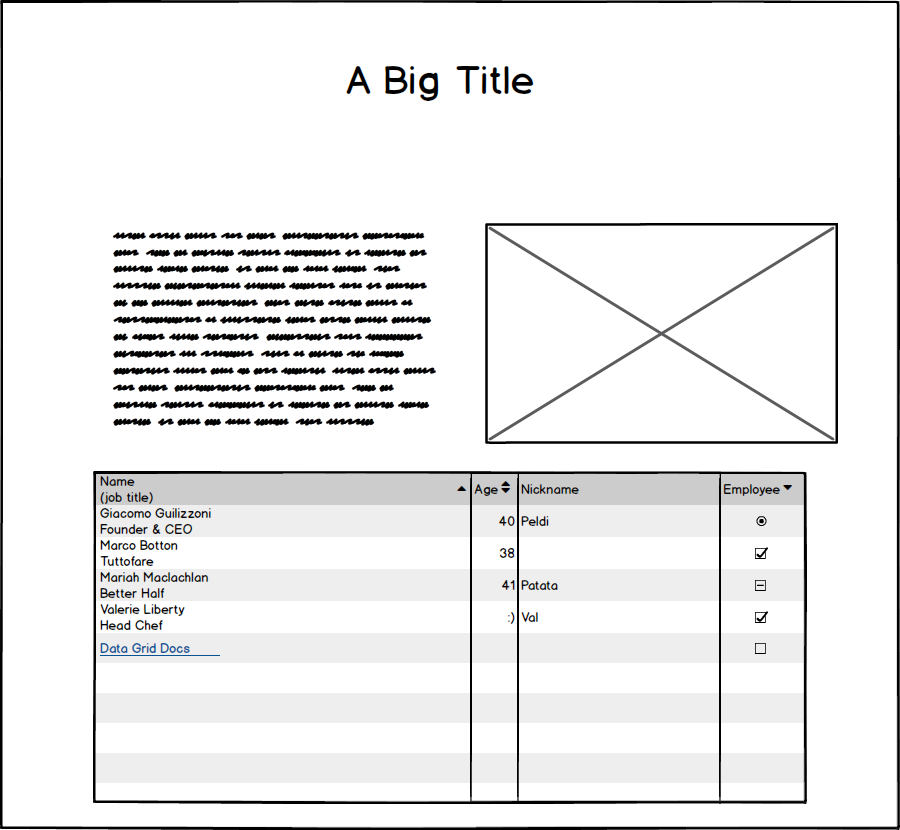 A Big Title
Name
(job title)
Age
Nickname
Employee
Giacomo Guilizzoni
Founder & CEO
40
Peldi
Marco Botton
Tuttofare
38
Mariah Maclachlan
Better Half
41
Patata
Valerie Liberty
Head Chef
:)
Val
Data Grid Docs